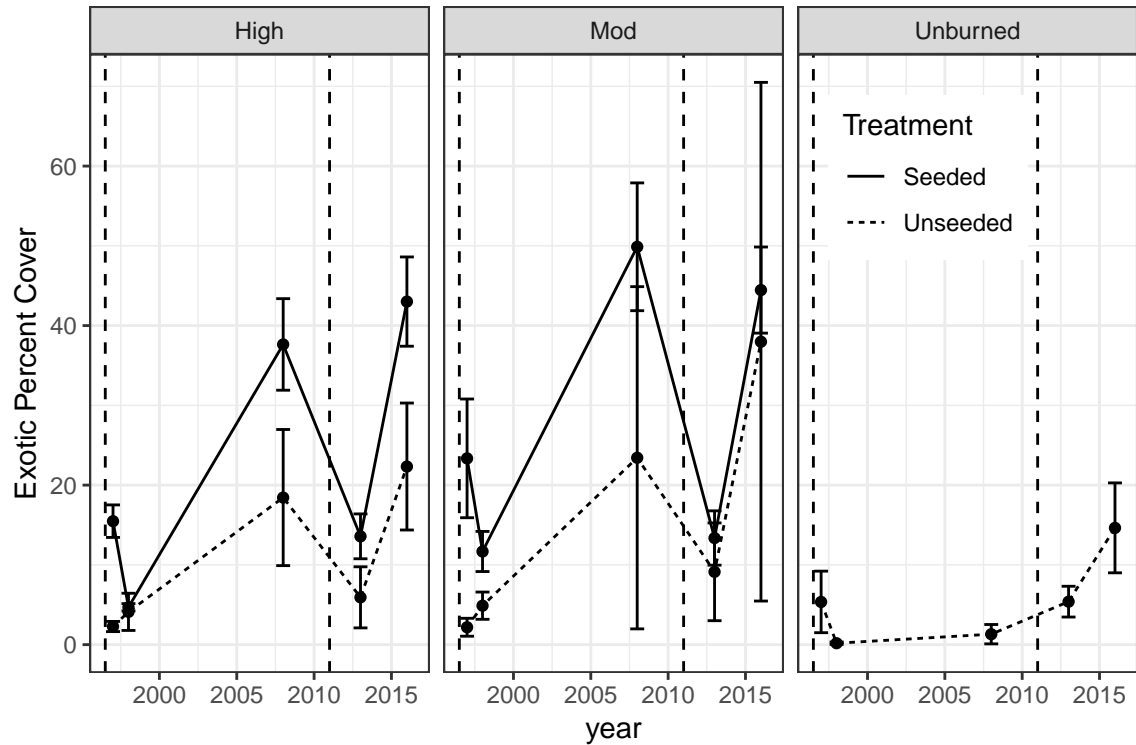 High Mod Unburned
Treatment
Seeded
Unseeded
Exotic Percent Cover
60
40
20
0
2000 2005 2010 2015 2000 2005 2010 2015 2000 2005 2010 2015
year